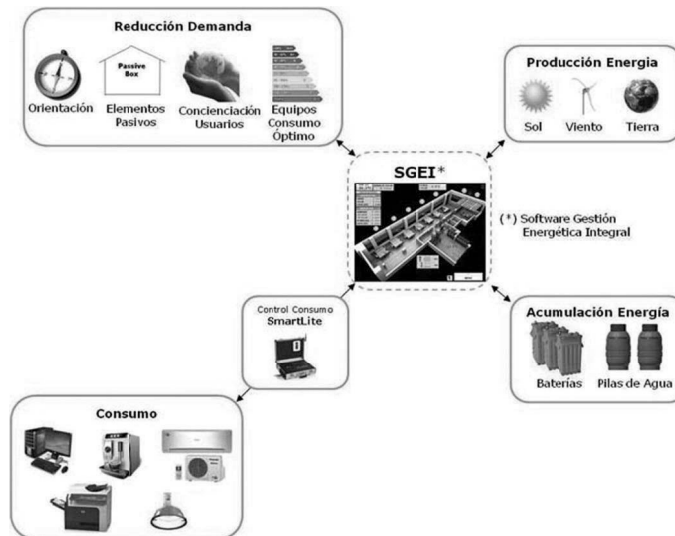 Reducción Demanda
Passive
Box
Orientación
Elementos
Pasivos
Concienciación
Usuarios
Equipos
Consumo
Óptimo
Producción Energia
Sol
Viento
Tierra
SGEI*
(*) Software Gestión
Energética Integral
Control Consumo
SmartLite
Acumulación Energía
Baterías
Pilas de Agua
Consumo